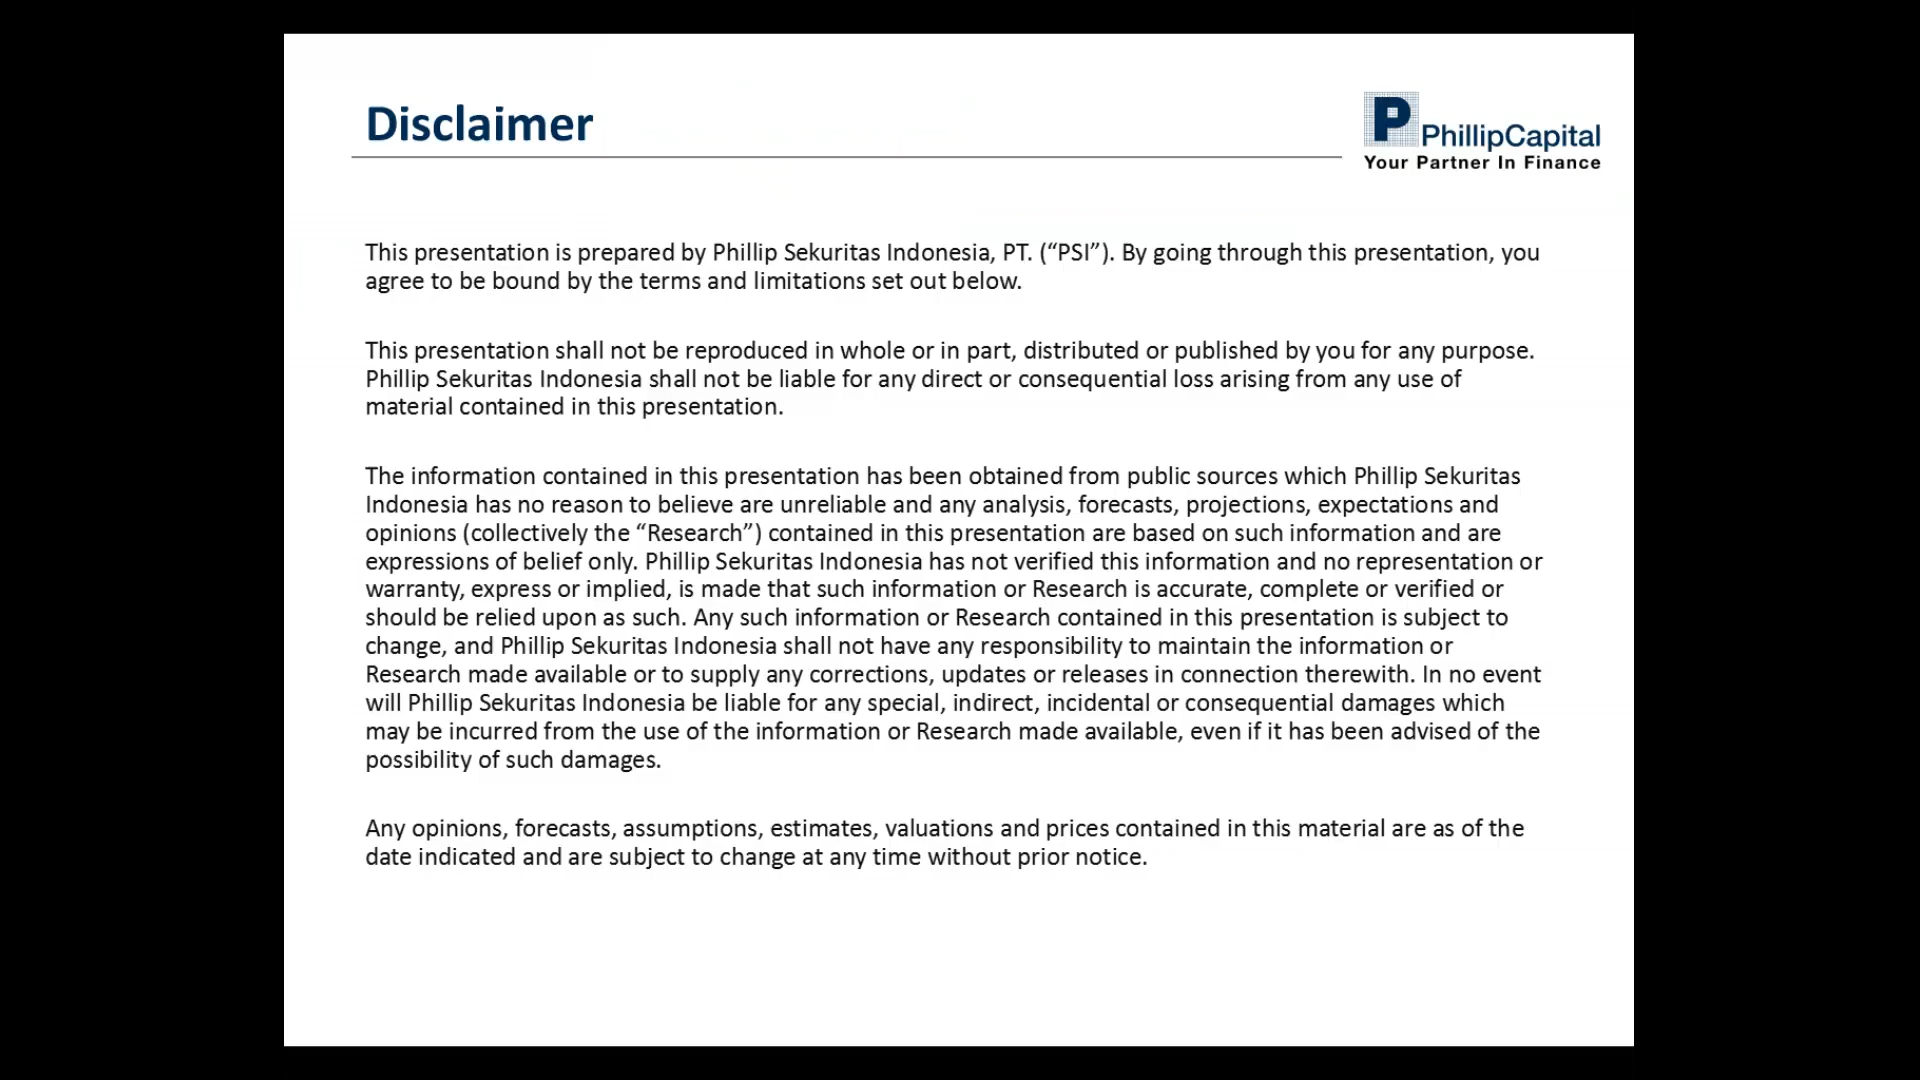 Disclaimer
P
PhillipCapital
Your Partner In Finance
This presentation is prepared by Phillip Sekuritas Indonesia, PT. (“PSI”). By going through this presentation, you
agree to be bound by the terms and limitations set out below.
This presentation shall not be reproduced in whole or in part, distributed or published by you for any purpose.
Phillip Sekuritas Indonesia shall not be liable for any direct or consequential loss arising from any use of
material contained in this presentation.
The information contained in this presentation has been obtained from public sources which Phillip Sekuritas
Indonesia has no reason to believe are unreliable and any analysis, forecasts, projections, expectations and
opinions (collectively the “Research”) contained in this presentation are based on such information and are
expressions of belief only. Phillip Sekuritas Indonesia has not verified this information and no representation or
warranty, express or implied, is made that such information or Research is accurate, complete or verified or
should be relied upon as such. Any such information or Research contained in this presentation is subject to
change, and Phillip Sekuritas Indonesia shall not have any responsibility to maintain the information or
Research made available or to supply any corrections, updates or releases in connection therewith. In no event
will Phillip Sekuritas Indonesia be liable for any special, indirect, incidental or consequential damages which
may be incurred from the use of the information or Research made available, even if it has been advised of the
possibility of such damages.
Any opinions, forecasts, assumptions, estimates, valuations and prices contained in this material are as of the
date indicated and are subject to change at any time without prior notice.